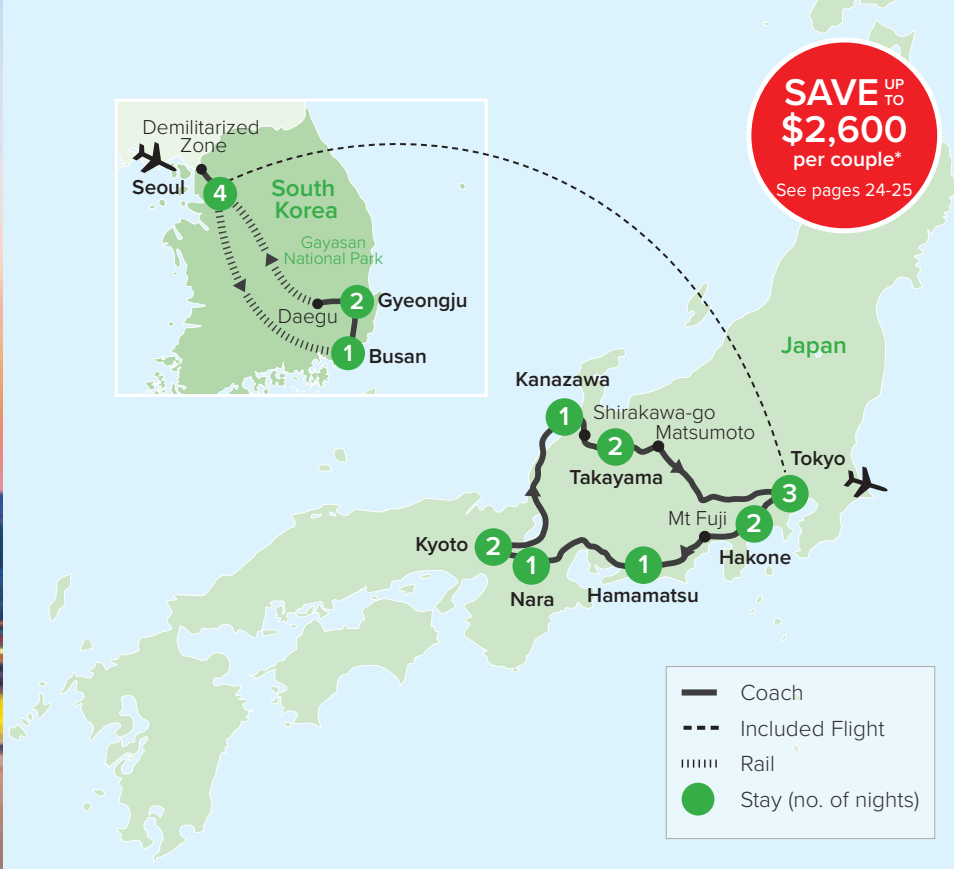 SAVE UP TO
$2,600
per couple*
See pages 24-25
Demilitarized
Zone
Seoul
4
South
Korea
Gayasan
National Park
2
Gyeongju
Daegu
1
Busan
Japan
Kanazawa
1
Shirakawa-go
Matsumoto
2
Takayama
Tokyo
3
Mt Fuji
2
Hakone
Kyoto
2
1
Nara
1
Hamamatsu
Coach
Included Flight
Rail
Stay (no. of nights)